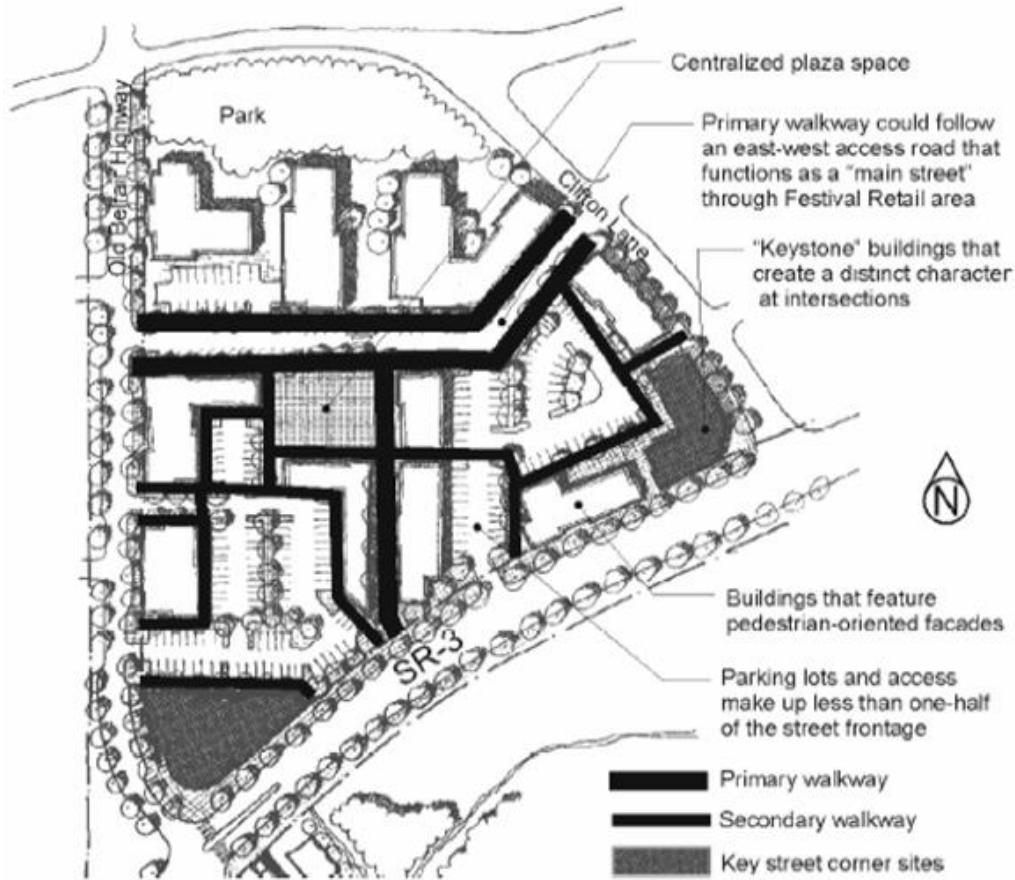 Centralized plaza space
Park
Primary walkway could follow
an east-west access road that
functions as a "main street"
through Festival Retail area
Old Belfair Highway
Clifton Lane
"Keystone" buildings that
create a distinct character
at intersections
N
Buildings that feature
pedestrian-oriented facades
SR-3
Parking lots and access
make up less than one-half
of the street frontage
Primary walkway
Secondary walkway
Key street corner sites